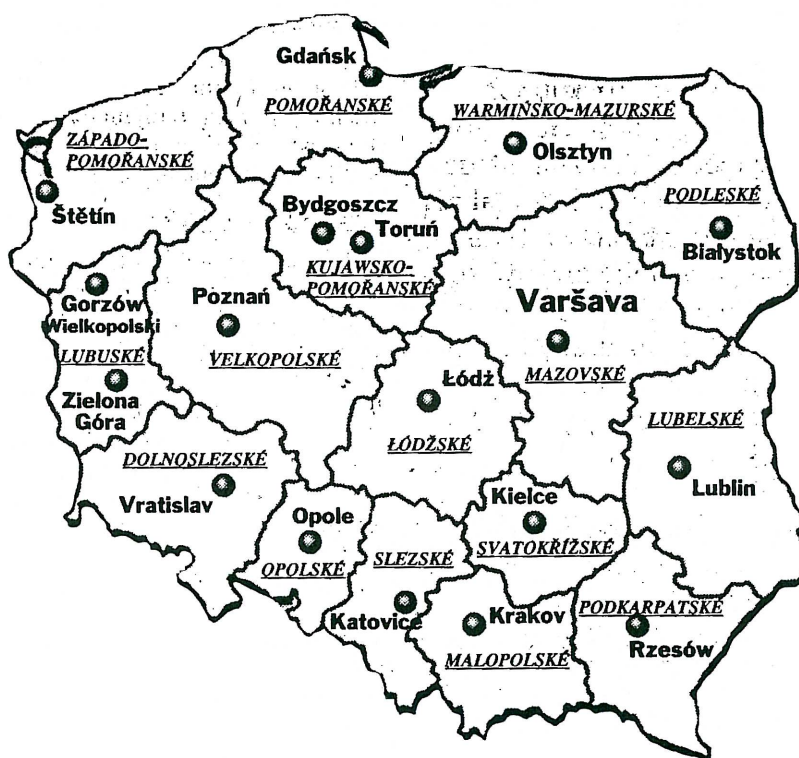 Gdańsk
POMOŘANSKÉ
WARMIŃSKO-MAZURSKÉ
Olsztyn
ZÁPADO-
POMOŘANSKÉ
Štětín
PODLESKÉ
Białystok
Bydgoszcz
Toruń
KUJAWSKO-
POMOŘANSKÉ
Gorzów
Wielkopolski
LUBUSKÉ
Zielona
Góra
Poznań
VELKOPOLSKÉ
Varšava
MAZOVSKÉ
Łódż
ŁÓDŽSKÉ
LUBELSKÉ
Lublin
DOLNOSLEZSKÉ
Vratislav
Opole
OPOLSKÉ
SLEZSKÉ
Katovice
Kielce
SVATOKŘÍŽSKÉ
Krakov
MALOPOLSKÉ
PODKARPATSKÉ
Rzesów